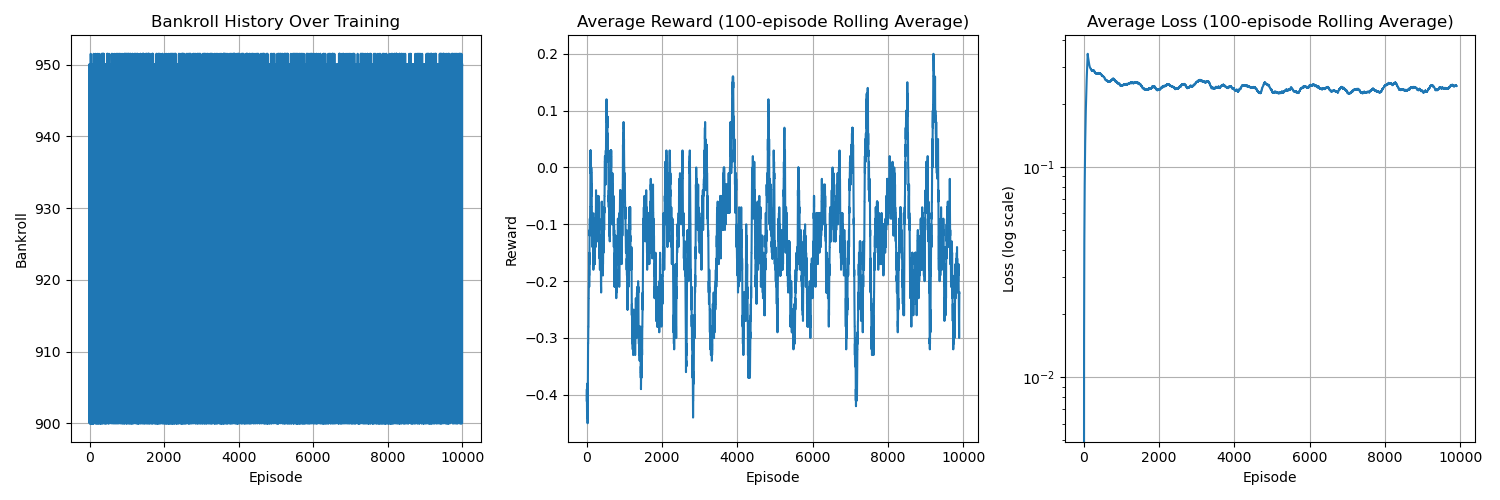 Bankroll History Over Training
950
940
930
920
910
900
Bankroll
0 2000 4000 6000 8000 10000
Episode
Average Reward (100-episode Rolling Average)
0.2
0.1
0.0
−0.1
−0.2
−0.3
−0.4
Reward
0 2000 4000 6000 8000 10000
Episode
Average Loss (100-episode Rolling Average)
10⁻¹
10⁻²
Loss (log scale)
0 2000 4000 6000 8000 10000
Episode